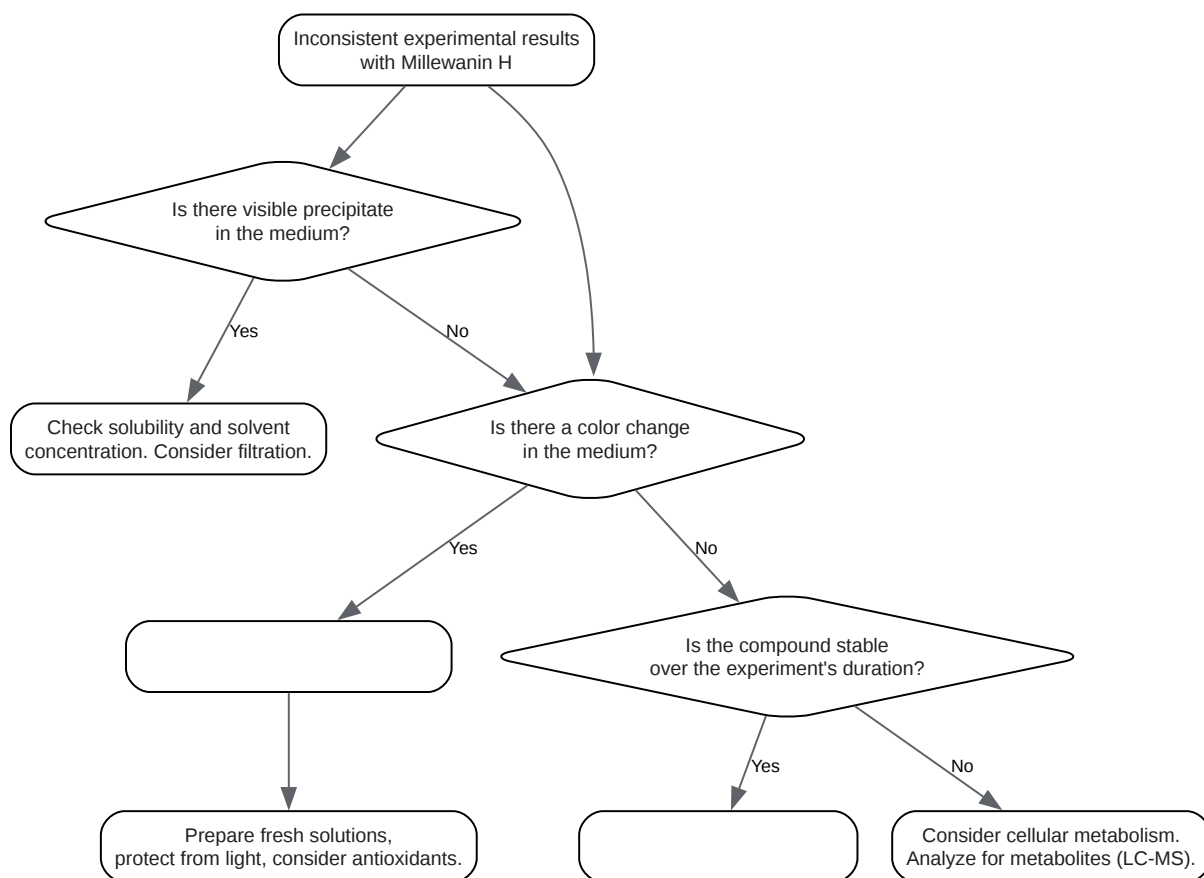 Inconsistent experimental results
with Millewanin H
Is there visible precipitate
in the medium?
Yes
No
Check solubility and solvent
concentration. Consider filtration.
Is there a color change
in the medium?
Yes
No
Is the compound stable
over the experiment's duration?
Yes
No
Prepare fresh solutions,
protect from light, consider antioxidants.
Consider cellular metabolism.
Analyze for metabolites (LC-MS).